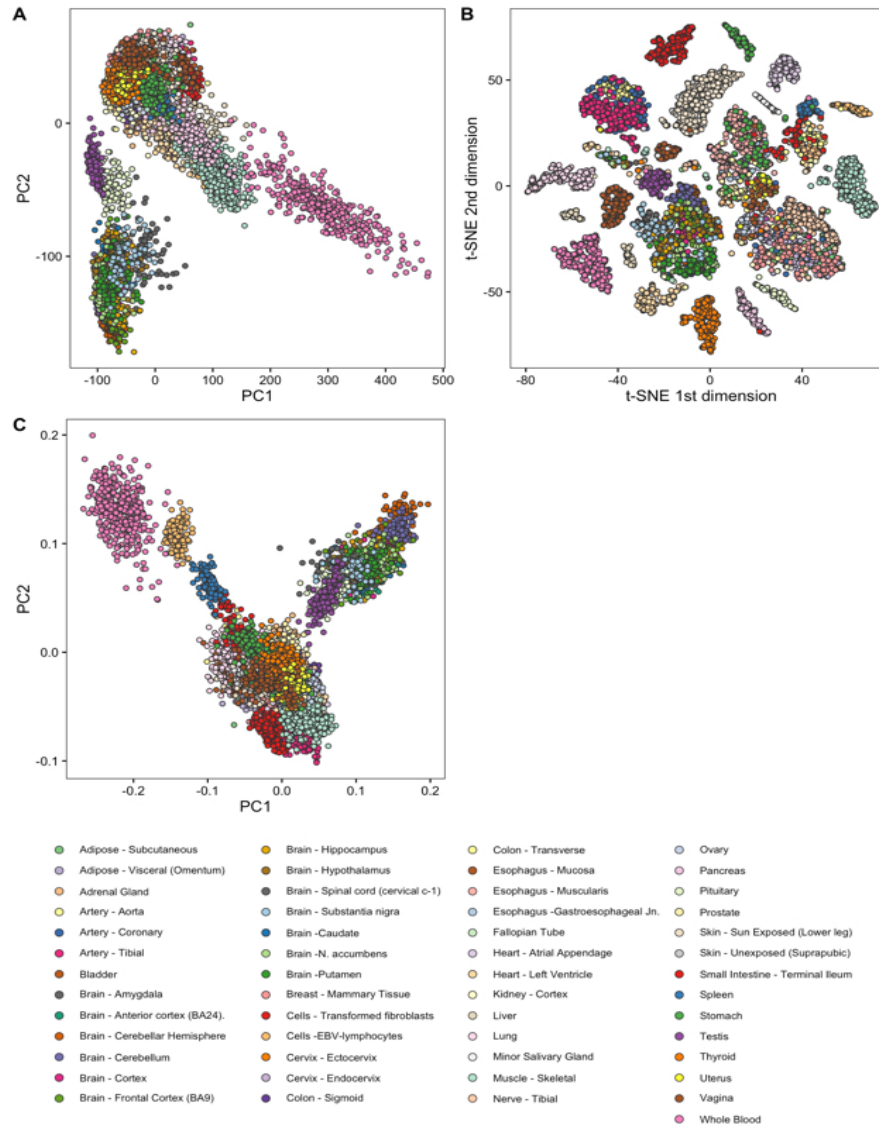 A
50
0
-100
PC2
-100
0
100
200
300
400
500
PC1
B
50
0
-50
t-SNE 2nd dimension
-80
-40
0
40
t-SNE 1st dimension
C
0.2
0.1
0.0
-0.1
PC2
-0.2
-0.1
0.0
0.1
0.2
PC1
Adipose - Subcutaneous
Adipose - Visceral (Omentum)
Adrenal Gland
Artery - Aorta
Artery - Coronary
Artery - Tibial
Bladder
Brain - Amygdala
Brain - Anterior cortex (BA24).
Brain - Cerebellar Hemisphere
Brain - Cerebellum
Brain - Cortex
Brain - Frontal Cortex (BA9)
Brain - Hippocampus
Brain - Hypothalamus
Brain - Spinal cord (cervical c-1)
Brain - Substantia nigra
Brain - Caudate
Brain -N. accumbens
Brain -Putamen
Breast - Mammary Tissue
Cells - Transformed fibroblasts
Cells -EBV-lymphocytes
Cervix - Ectocervix
Cervix - Endocervix
Colon - Sigmoid
Colon - Transverse
Esophagus - Mucosa
Esophagus - Muscularis
Esophagus -Gastroesophageal Jn.
Fallopian Tube
Heart - Atrial Appendage
Heart - Left Ventricle
Kidney - Cortex
Liver
Lung
Minor Salivary Gland
Muscle - Skeletal
Nerve - Tibial
Ovary
Pancreas
Pituitary
Prostate
Skin - Sun Exposed (Lower leg)
Skin - Unexposed (Suprapubic)
Small Intestine - Terminal Ileum
Spleen
Stomach
Testis
Thyroid
Uterus
Vagina
Whole Blood